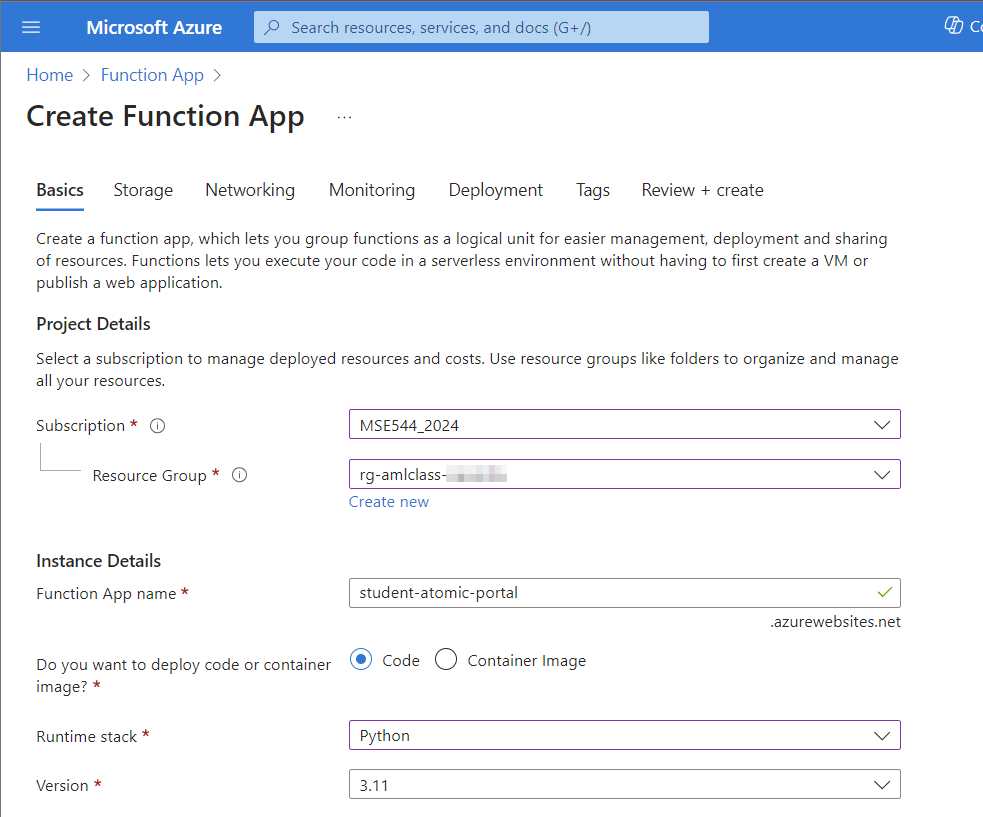 Microsoft Azure
Search resources, services, and docs (G+/)
Home > Function App >
Create Function App ...
Basics Storage Networking Monitoring Deployment Tags Review + create
Create a function app, which lets you group functions as a logical unit for easier management, deployment and sharing
of resources. Functions lets you execute your code in a serverless environment without having to first create a VM or
publish a web application.
Project Details
Select a subscription to manage deployed resources and costs. Use resource groups like folders to organize and manage
all your resources.
Subscription *
MSE544_2024
Resource Group *
rg-amlclass-
Create new
Instance Details
Function App name *
student-atomic-portal
.azurewebsites.net
Do you want to deploy code or container
image? *
Code Container Image
Runtime stack *
Python
Version *
3.11